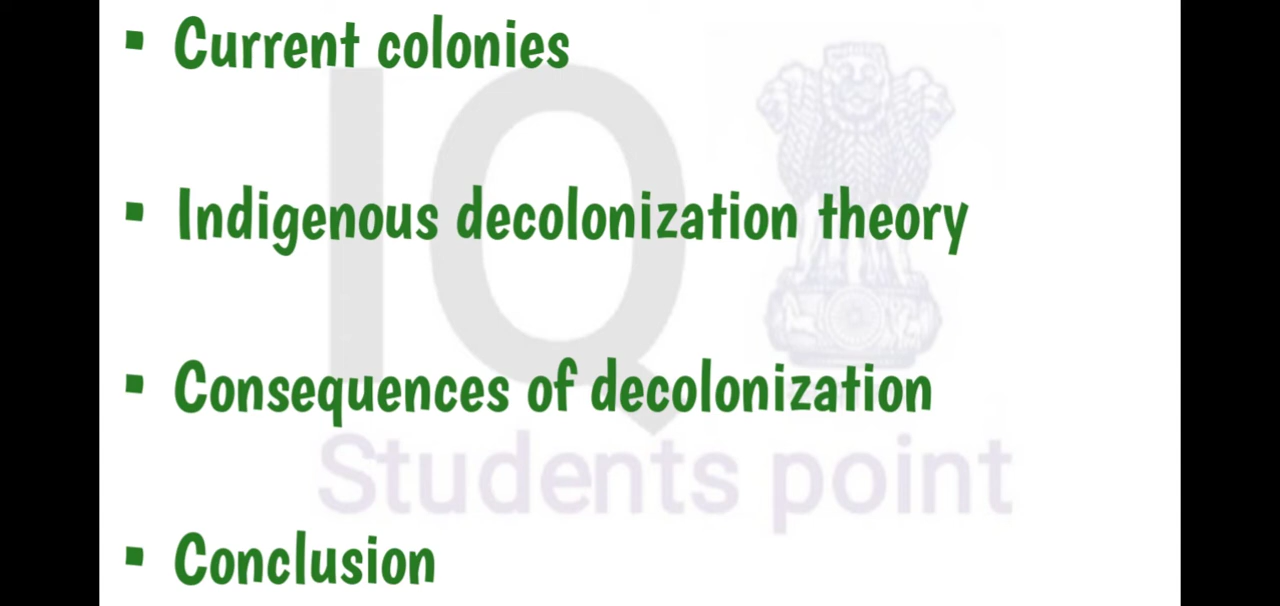 ▪ Current colonies
▪ Indigenous decolonization theory
▪ Consequences of decolonization
▪ Conclusion
IQ
Students point